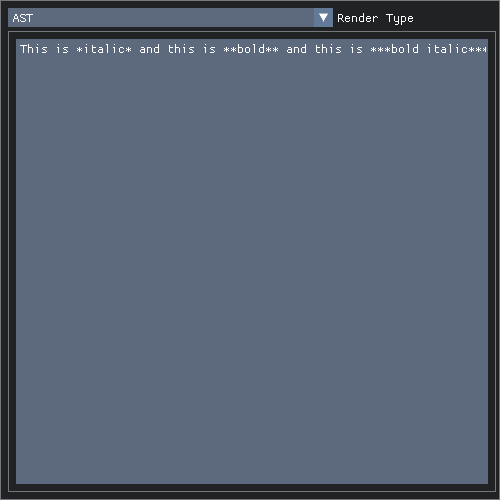 AST Render Type
This is *italic* and this is **bold** and this is ***bold italic***